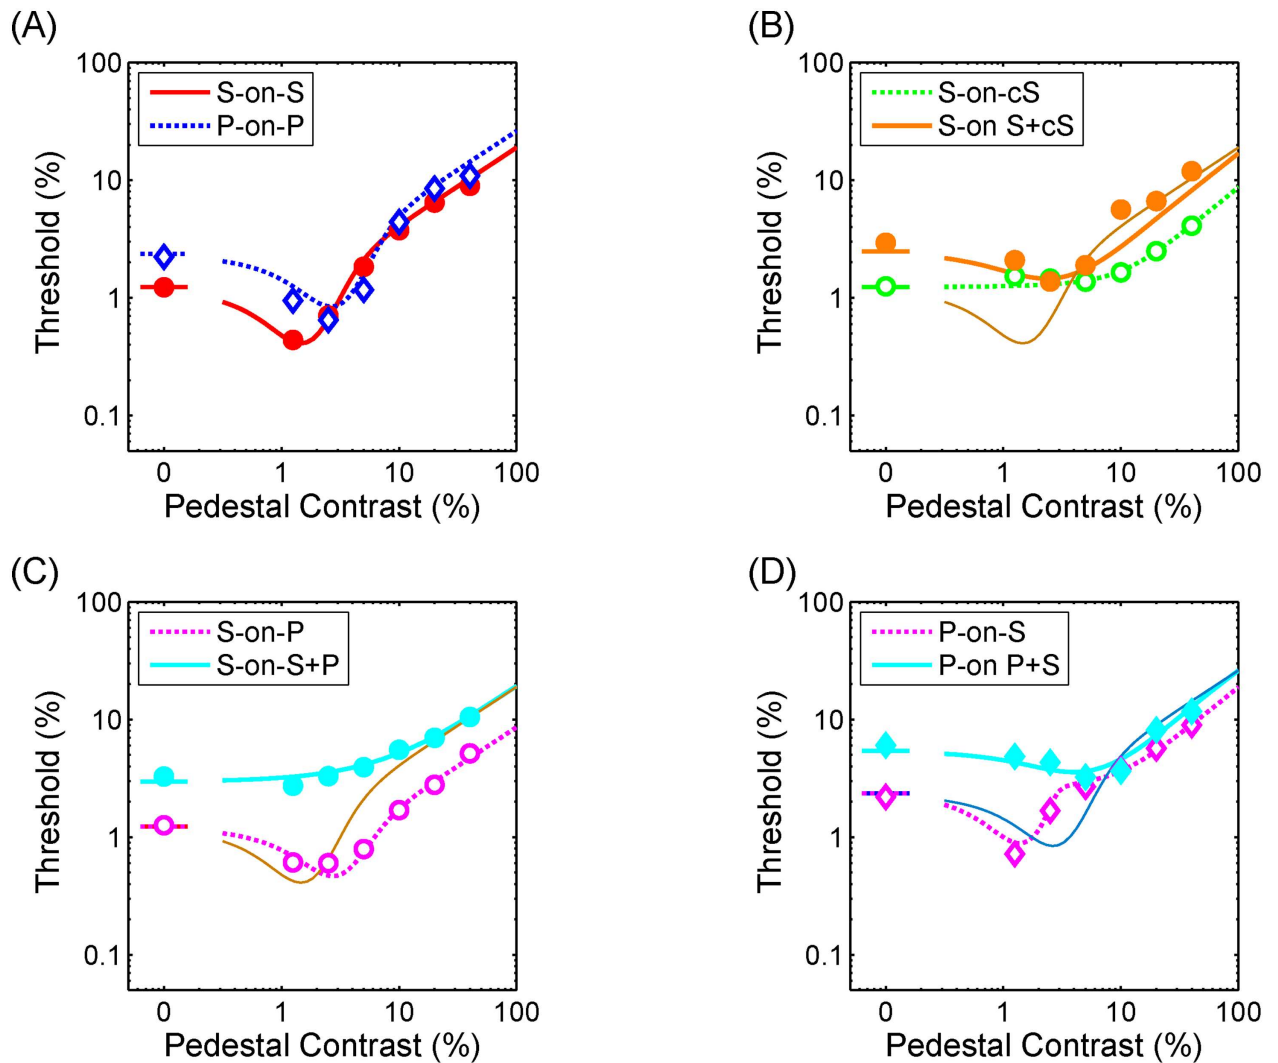 (A)
100
10
1
0.1
Threshold (%)
S-on-S
P-on-P
0 1 10 100
Pedestal Contrast (%)
(B)
100
10
1
0.1
Threshold (%)
S-on-cS
S-on S+cS
0 1 10 100
Pedestal Contrast (%)
(C)
100
10
1
0.1
Threshold (%)
S-on-P
S-on-S+P
0 1 10 100
Pedestal Contrast (%)
(D)
100
10
1
0.1
Threshold (%)
P-on-S
P-on P+S
0 1 10 100
Pedestal Contrast (%)